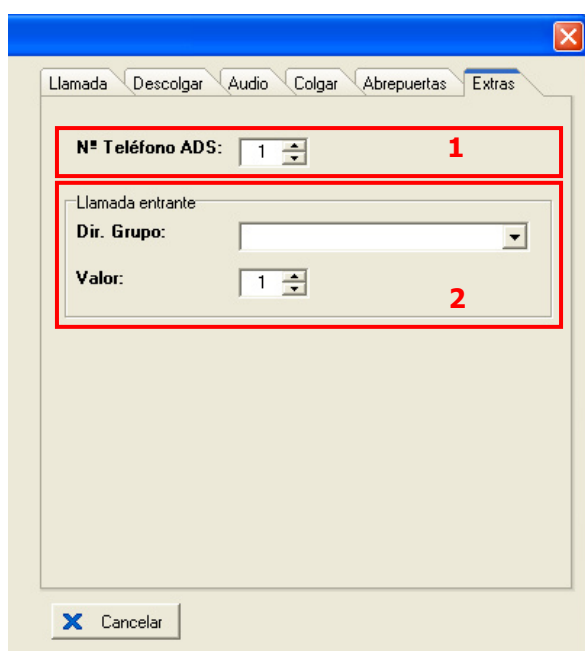 Llamada Descolgar Audio Colgar Abrepuertas Extras
Nº Teléfono ADS: 1 1
Llamada entrante
Dir. Grupo:
Valor: 1 2
Cancelar